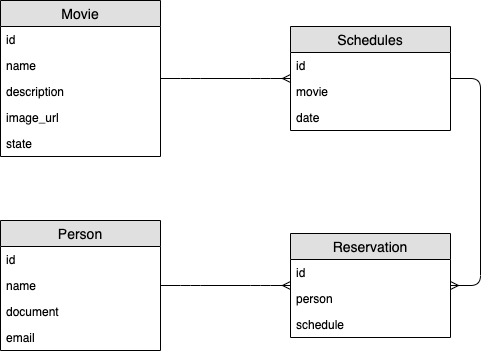 Movie
id
name
description
image_url
state
Schedules
id
movie
date
Person
id
name
document
email
Reservation
id
person
schedule